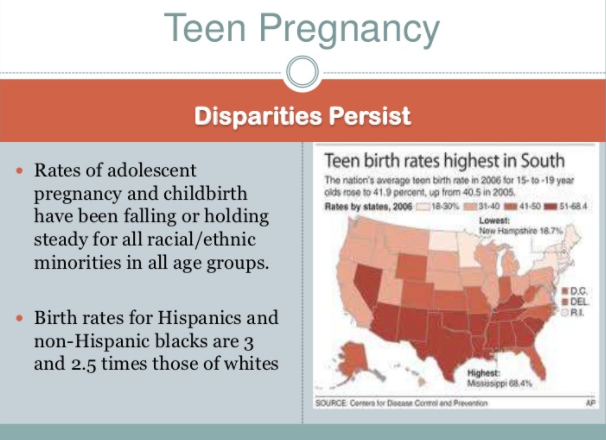 Teen Pregnancy
Disparities Persist
• Rates of adolescent
pregnancy and childbirth
have been falling or holding
steady for all racial/ethnic
minorities in all age groups.
• Birth rates for Hispanics and
non-Hispanic blacks are 3
and 2.5 times those of whites
Teen birth rates highest in South
The nation's average teen birth rate in 2006 for 15- to -19 year
olds rose to 41.9 percent, up from 40.5 in 2005.
Rates by states, 2006 18-30% 31-40 41-50 51-68.4
Lowest:
New Hampshire 18.7%
D.C.
DEL.
R.I.
Highest:
Mississippi 68.4%
SOURCE: Centers for Disease Control and Prevention AP